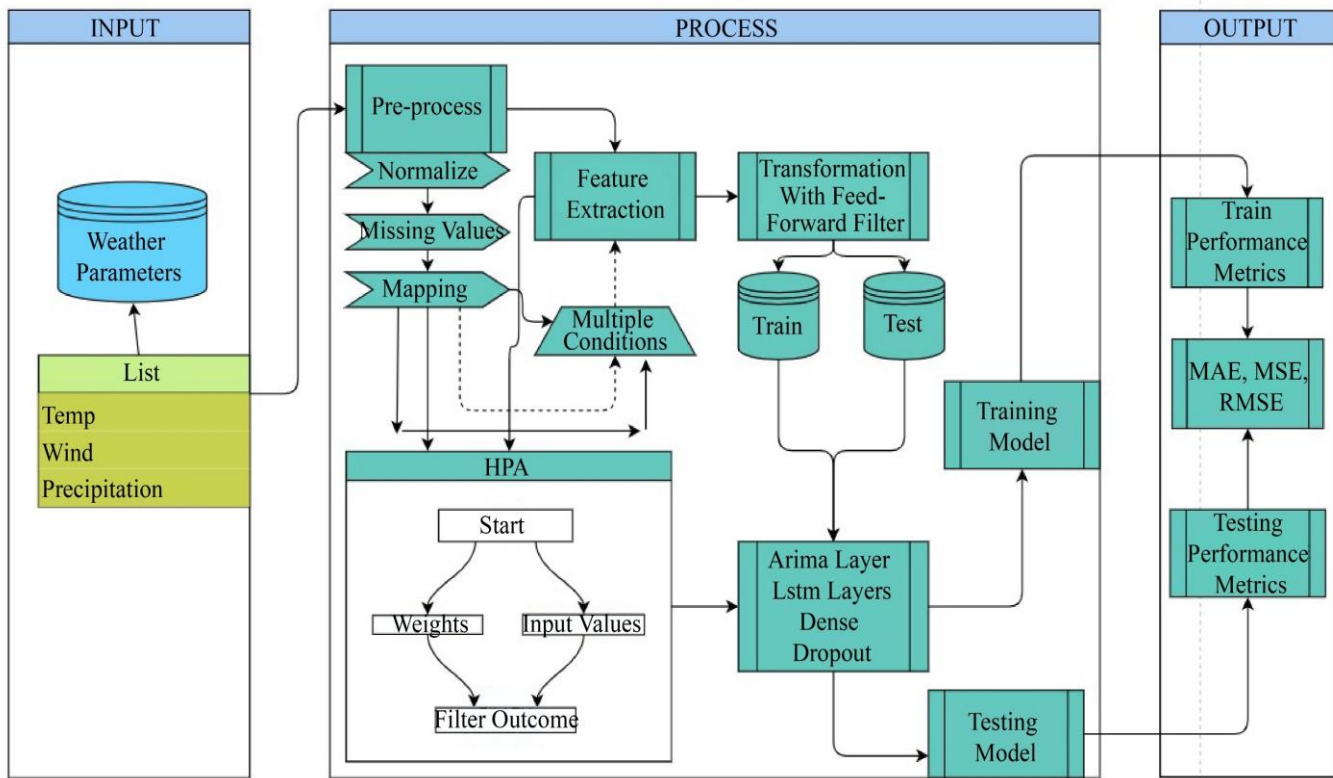 INPUT
Weather
Parameters
List
Temp
Wind
Precipitation
PROCESS
Pre-process
Normalize
Missing Values
Mapping
Feature
Extraction
Multiple
Conditions
Transformation
With Feed-
Forward Filter
Train
Test
HPA
Start
Weights
Input Values
Filter Outcome
Arima Layer
Lstm Layers
Dense
Dropout
Training
Model
Testing
Model
OUTPUT
Train
Performance
Metrics
MAE, MSE,
RMSE
Testing
Performance
Metrics